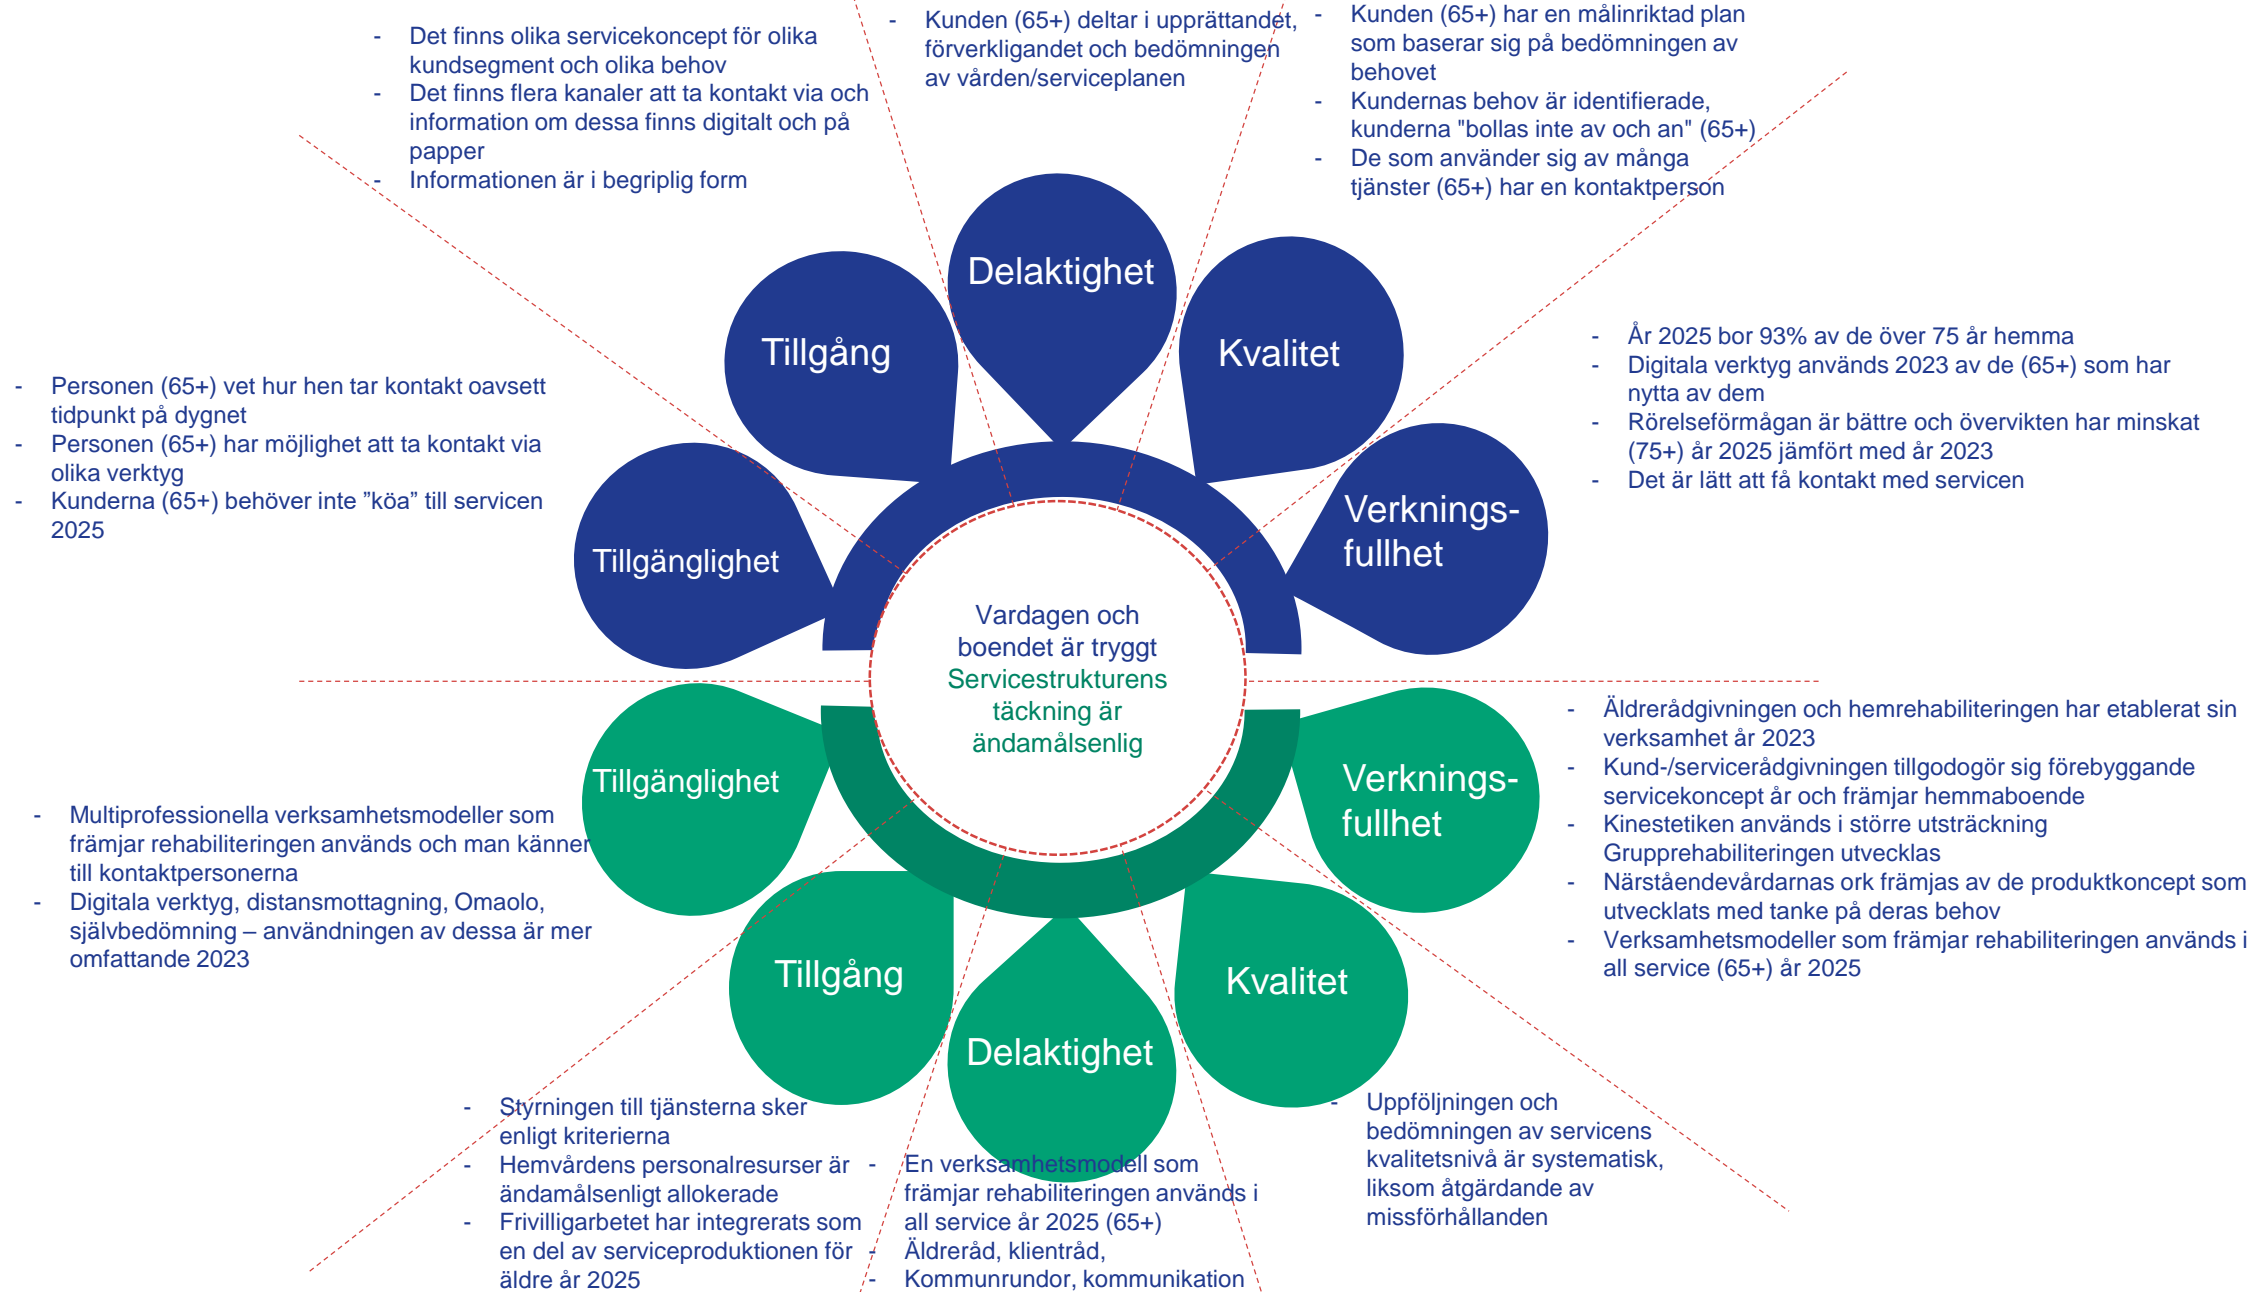 - Det finns olika servicekoncept för olika
kundsegment och olika behov
- Det finns flera kanaler att ta kontakt via och
information om dessa finns digitalt och på
papper
- Informationen är i begriplig form
- Kunden (65+) deltar i upprättandet,
förverkligandet och bedömningen
av vården/serviceplanen
- Kunden (65+) har en målinriktad plan
som baserar sig på bedömningen av
behovet
- Kundernas behov är identifierade,
kunderna "bollas inte av och an" (65+)
- De som använder sig av många
tjänster (65+) har en kontaktperson
- Personen (65+) vet hur hen tar kontakt oavsett
tidpunkt på dygnet
- Personen (65+) har möjlighet att ta kontakt via
olika verktyg
- Kunderna (65+) behöver inte ”köa” till servicen
2025
Tillgänglighet
Tillgång
Delaktighet
Kvalitet
Verknings-
fullhet
- År 2025 bor 93% av de över 75 år hemma
- Digitala verktyg används 2023 av de (65+) som har
nytta av dem
- Rörelseförmågan är bättre och övervikten har minskat
(75+) år 2025 jämfört med år 2023
- Det är lätt att få kontakt med servicen
Vardagen och
boendet är tryggt
Servicestrukturens
täckning är
ändamålsenlig
- Multiprofessionella verksamhetsmodeller som
främjar rehabiliteringen används och man känner
till kontaktpersonerna
- Digitala verktyg, distansmottagning, Omaolo,
självbedömning – användningen av dessa är mer
omfattande 2023
Tillgänglighet
Tillgång
Delaktighet
Kvalitet
Verknings-
fullhet
- Äldrerådgivningen och hemrehabiliteringen har etablerat sin
verksamhet år 2023
- Kund-/servicerådgivningen tillgodogör sig förebyggande
servicekoncept år och främjar hemmaboende
- Kinestetiken används i större utsträckning
Grupprehabiliteringen utvecklas
- Närståendevårdarnas ork främjas av de produktkoncept som
utvecklats med tanke på deras behov
- Verksamhetsmodeller som främjar rehabiliteringen används i
all service (65+) år 2025
- Styrningen till tjänsterna sker
enligt kriterierna
- Hemvårdens personalresurser är
ändamålsenligt allokerade
- Frivilligarbetet har integrerats som
en del av serviceproduktionen för
äldre år 2025
- En verksamhetsmodell som
främjar rehabiliteringen används i
all service år 2025 (65+)
- Äldreråd, klientråd,
- Kommunrundor, kommunikation
- Uppföljningen och
bedömningen av servicens
kvalitetsnivå är systematisk,
liksom åtgärdande av
missförhållanden